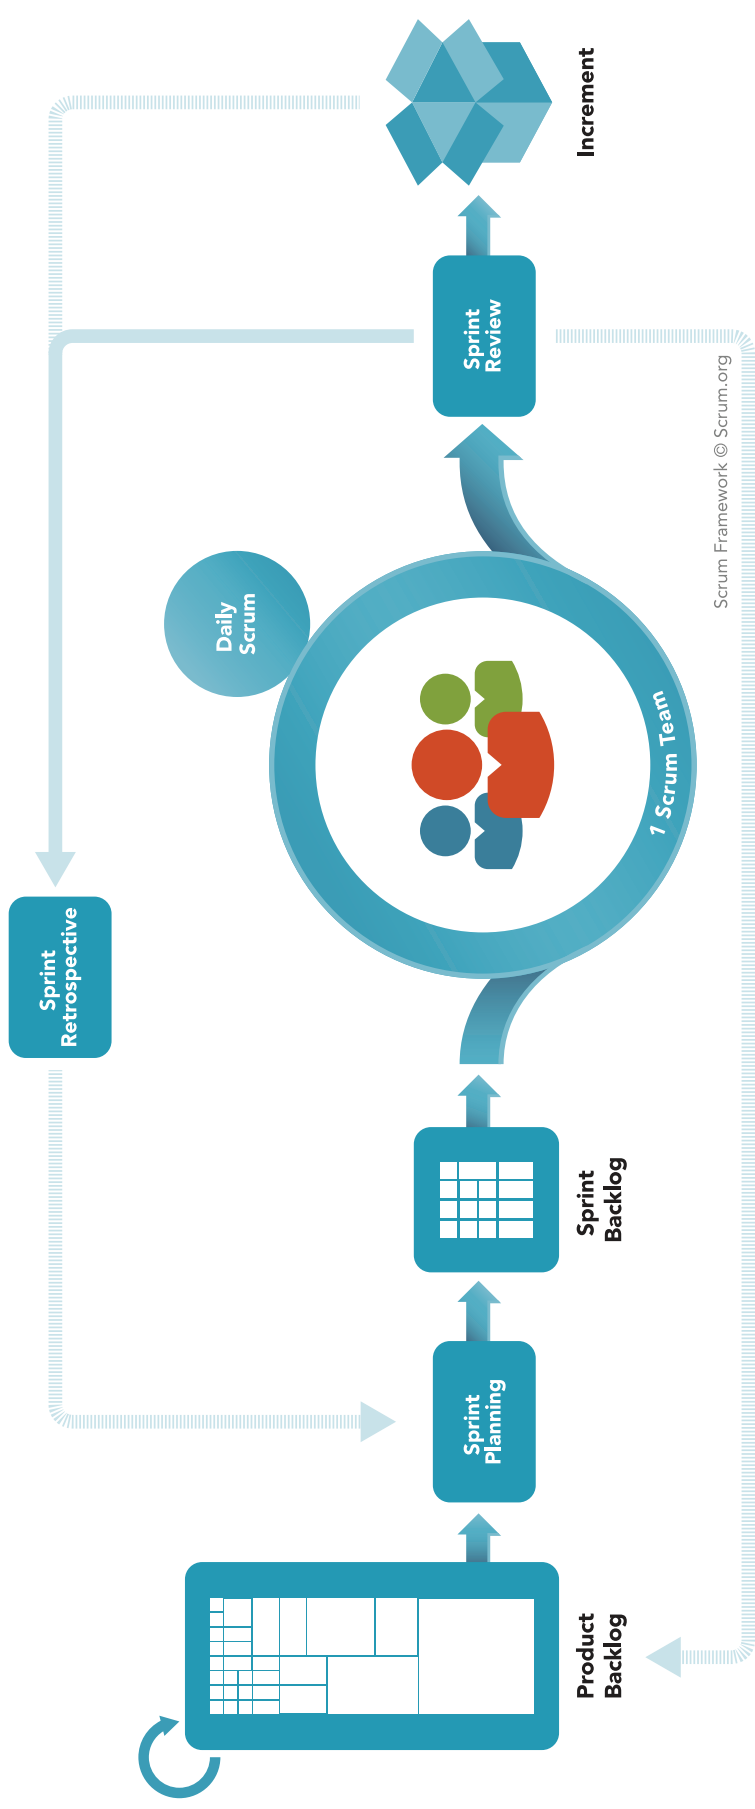 Product
Backlog
Sprint
Planning
Sprint
Backlog
1 Scrum Team
Daily
Scrum
Sprint
Review
Increment
Sprint
Retrospective
Scrum Framework © Scrum.org